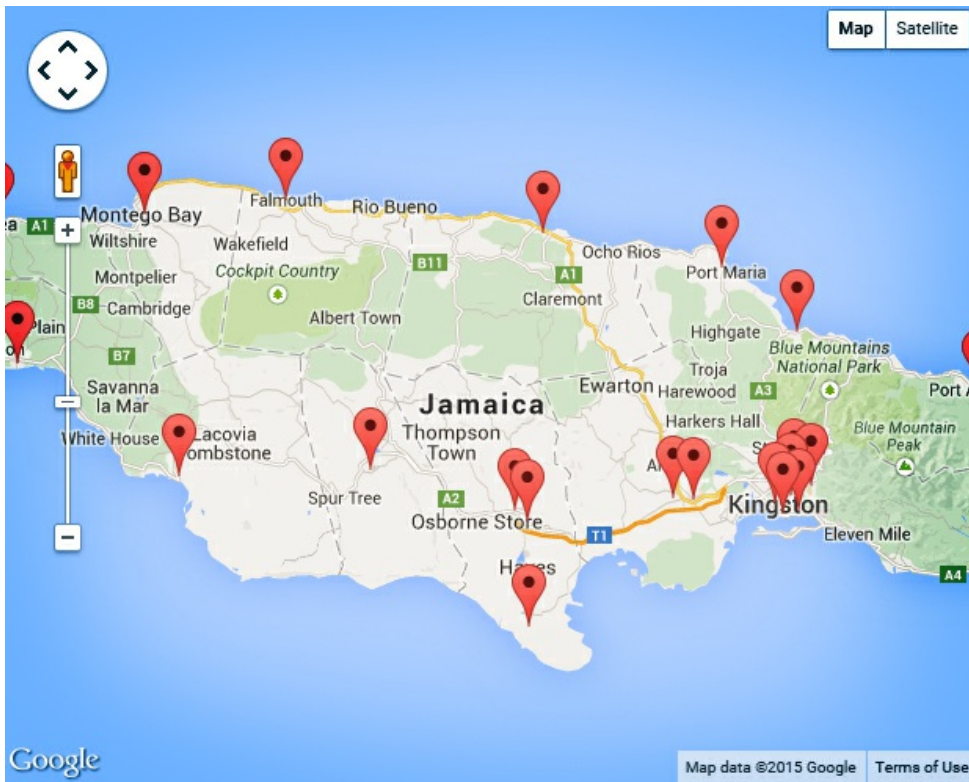 Map Satellite
Falmouth
Rio Bueno
Montego Bay
A1
Wiltshire
Wakefield
B11
Ocho Rios
Port Maria
Cockpit Country
A1
Montpelier
Claremont
B8
Cambridge
Albert Town
Plain
Highgate
Blue Mountains
National Park
B7
Troja
Ewarton
Harewood
A3
Savanna
la Mar
Jamaica
Harkers Hall
White House
Lacovia
Thompson
Town
Blue Mountain
Peak
Spur Tree
A2
Osborne Store
Kingston
T1
Eleven Mile
A4
Google
Map data ©2015 Google Terms of Use